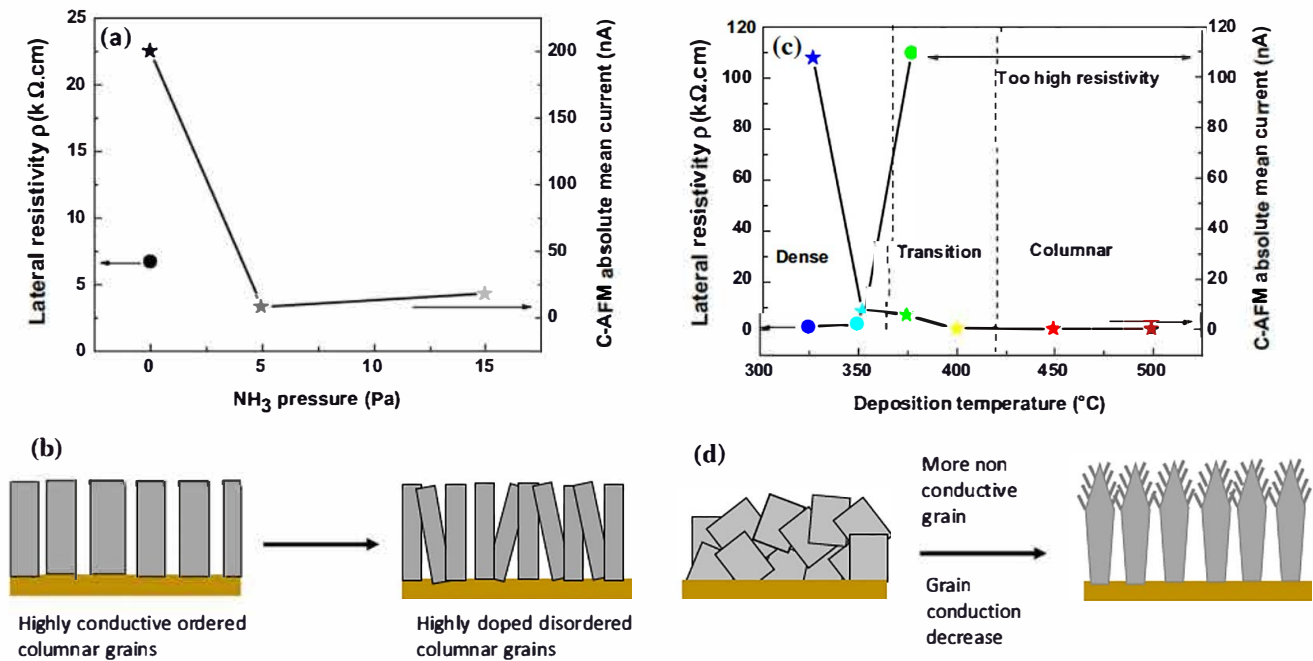 (a)
25
20
15
10
5
0
Lateral resistivity ρ (k Ω.cm)
200
150
100
50
0
C-AFM absolute mean current (nA)
0
5
10
15
NH3 pressure (Pa)
(c)
120
100
80
60
40
20
0
Lateral resistivity ρ (k Ω.cm)
120
100
80
60
40
20
0
C-AFM absolute mean current (nA)
Too high resistivity
Dense
Transition
Columnar
300
350
400
450
500
Deposition temperature (°C)
(b)
Highly conductive ordered
columnar grains
Highly doped disordered
columnar grains
(d)
More non
conductive
grain
Grain
conduction
decrease